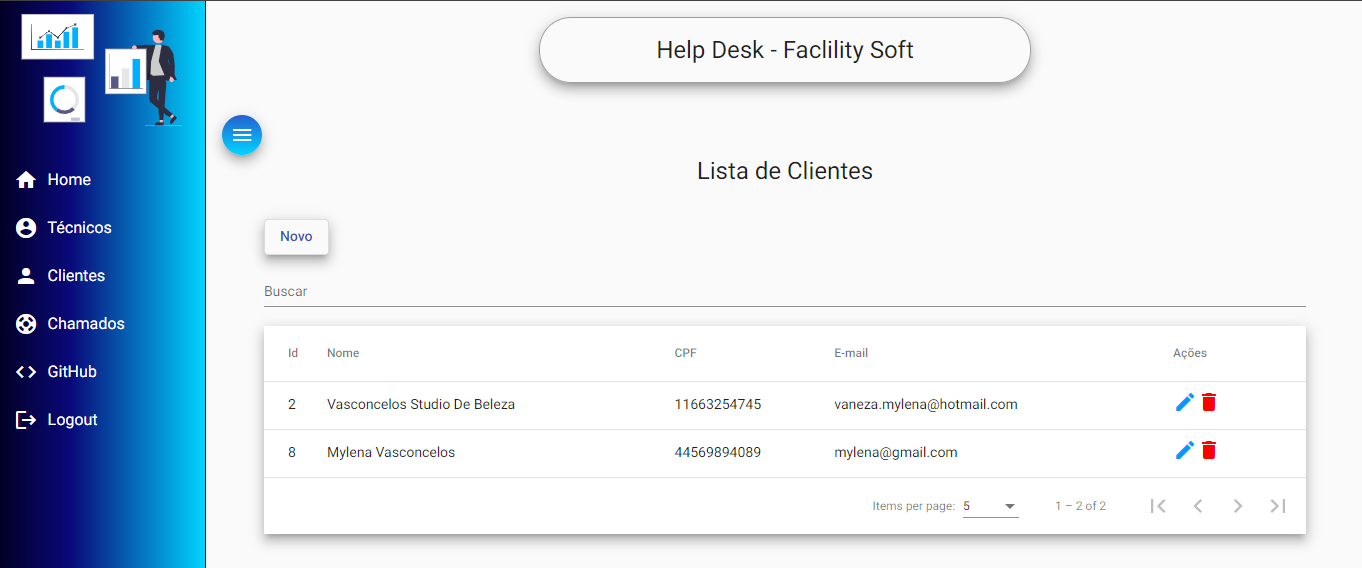 Help Desk - Faclility Soft
Home
Técnicos
Clientes
Chamados
GitHub
Logout
Lista de Clientes
Novo
Buscar
Id Nome CPF E-mail Ações
2 Vasconcelos Studio De Beleza 11663254745 vaneza.mylena@hotmail.com
8 Mylena Vasconcelos 44569894089 mylena@gmail.com
Items per page: 5 1 – 2 of 2